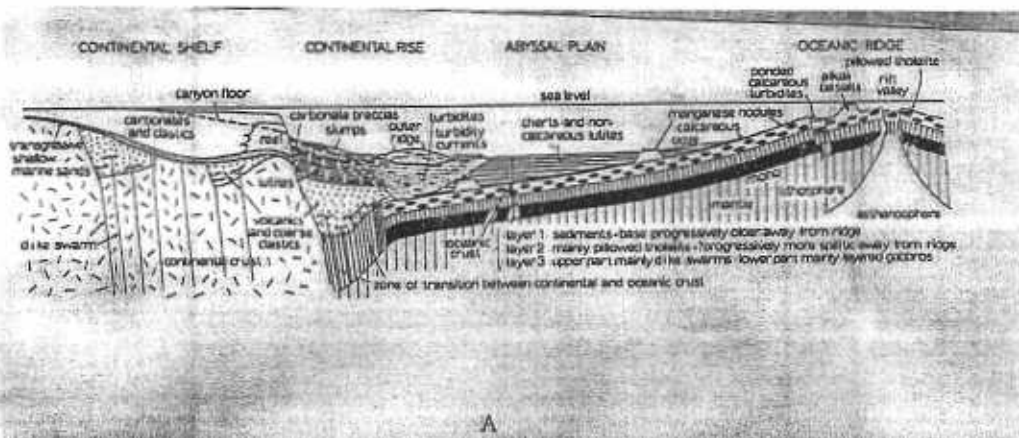 CONTINENTAL SHELF CONTINENTAL RISE ABYSSAL PLAIN OCEANIC RIDGE
pillowed tholeiite
ponded calcareous turbidites
alkali basalts
rift valley
canyon floor
sea level
carbonates and clastics
reef
carbonate breccias
slumps
outer ridge
turbidites
turbidity currents
cherts and non-calcareous lutites
manganese nodules
calcareous ooze
transgressive shallow marine sands
lutites
moho
lithosphere
mantle
asthenosphere
volcanics and coarse clastics
dike swarm
continental crust
oceanic crust
layer 1 sediments - base progressively older away from ridge
layer 2 mainly pillowed tholeiite - progressively more spilitic away from ridge
layer 3 upper part mainly dike swarms - lower part mainly layered gabbros
zone of transition between continental and oceanic crust
A